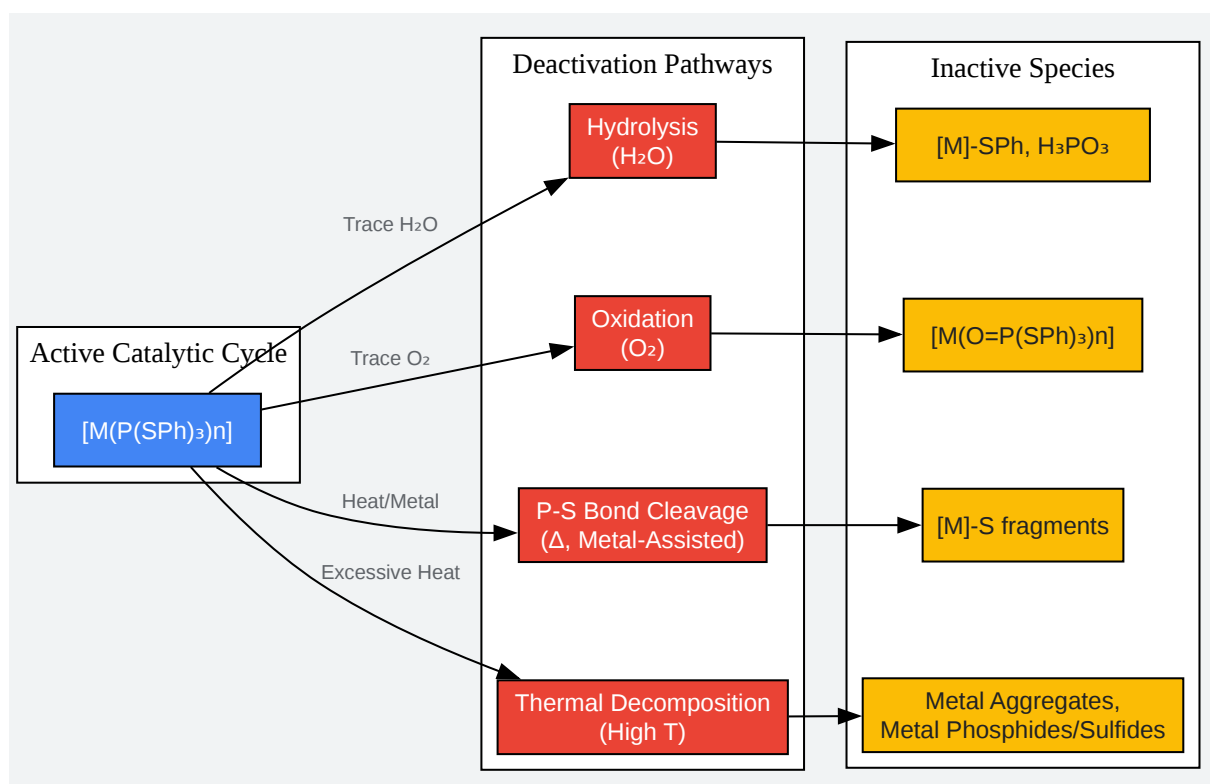 Deactivation Pathways
Inactive Species
Hydrolysis
(H₂O)
[M]-SPh, H₃PO₃
Trace H₂O
Oxidation
(O₂)
[M(O=P(SPh)₃)n]
Active Catalytic Cycle
Trace O₂
[M(P(SPh)₃)n]
Heat/Metal
P-S Bond Cleavage
(Δ, Metal-Assisted)
[M]-S fragments
Excessive Heat
Thermal Decomposition
(High T)
Metal Aggregates,
Metal Phosphides/Sulfides